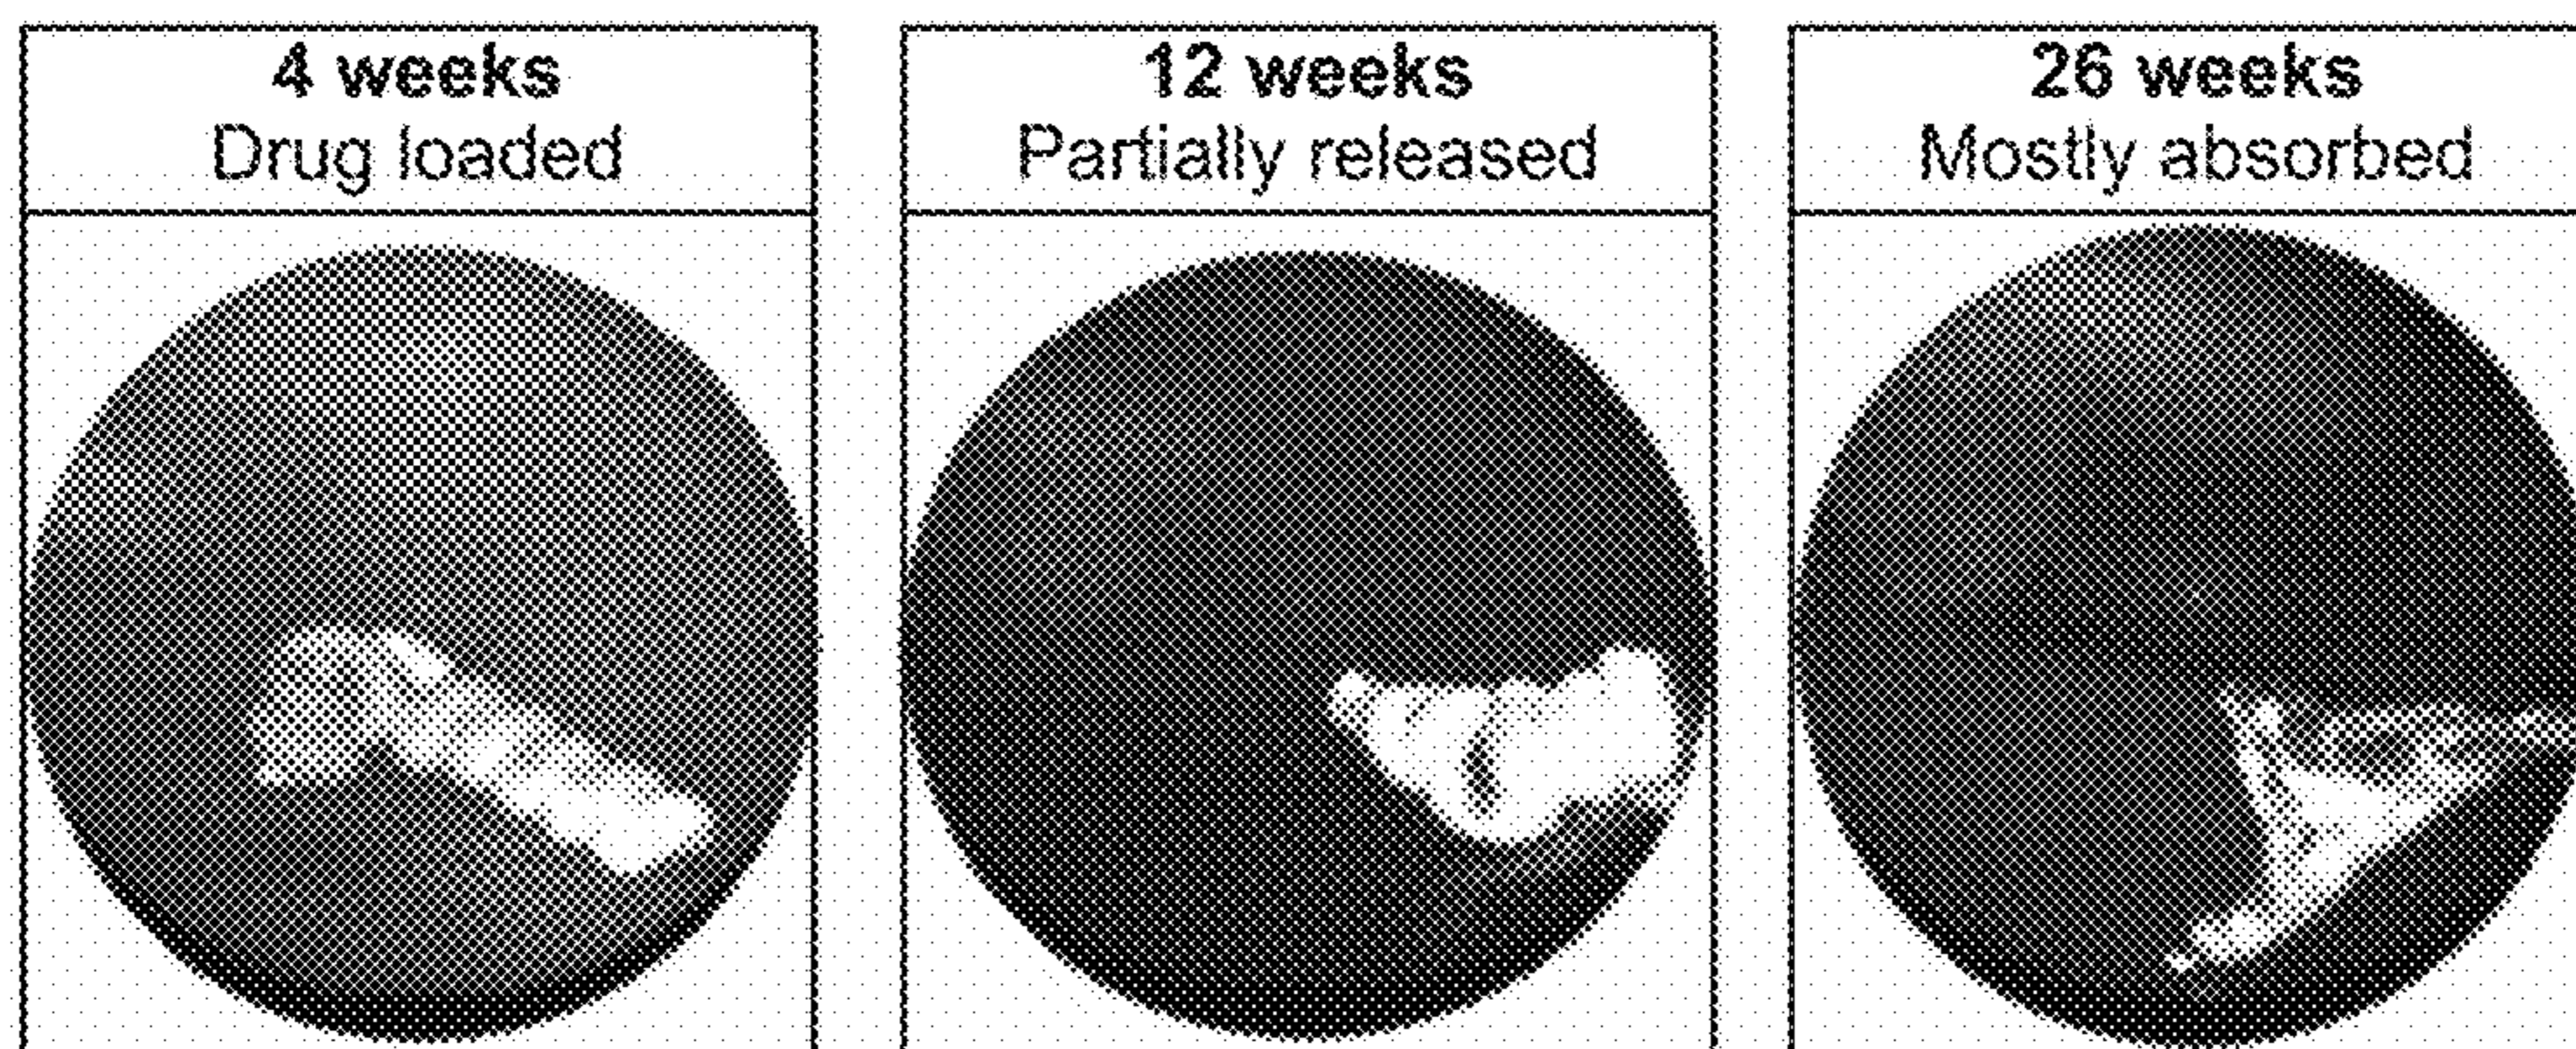 4 weeks
Drug loaded
12 weeks
Partially released
26 weeks
Mostly absorbed